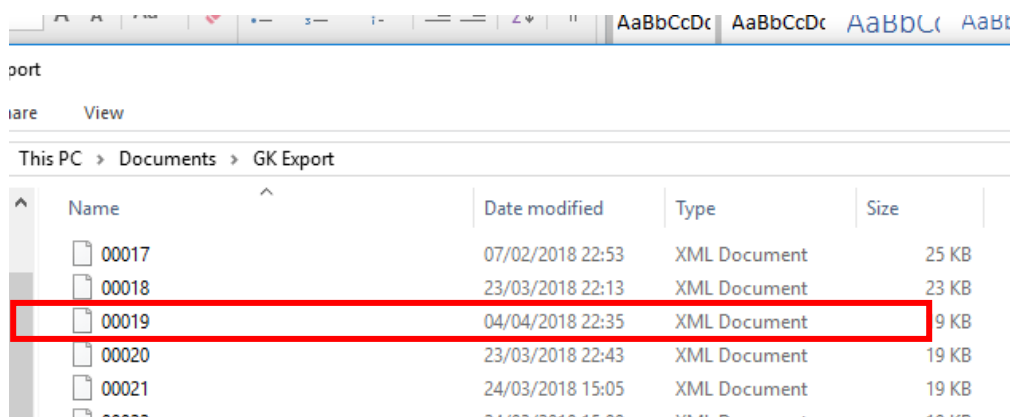 AaBbCcDc AaBbCcDc AaBbC
port
are View
This PC > Documents > GK Export
Name Date modified Type Size
00017 07/02/2018 22:53 XML Document 25 KB
00018 23/03/2018 22:13 XML Document 23 KB
00019 04/04/2018 22:35 XML Document 9 KB
00020 23/03/2018 22:43 XML Document 19 KB
00021 24/03/2018 15:05 XML Document 19 KB